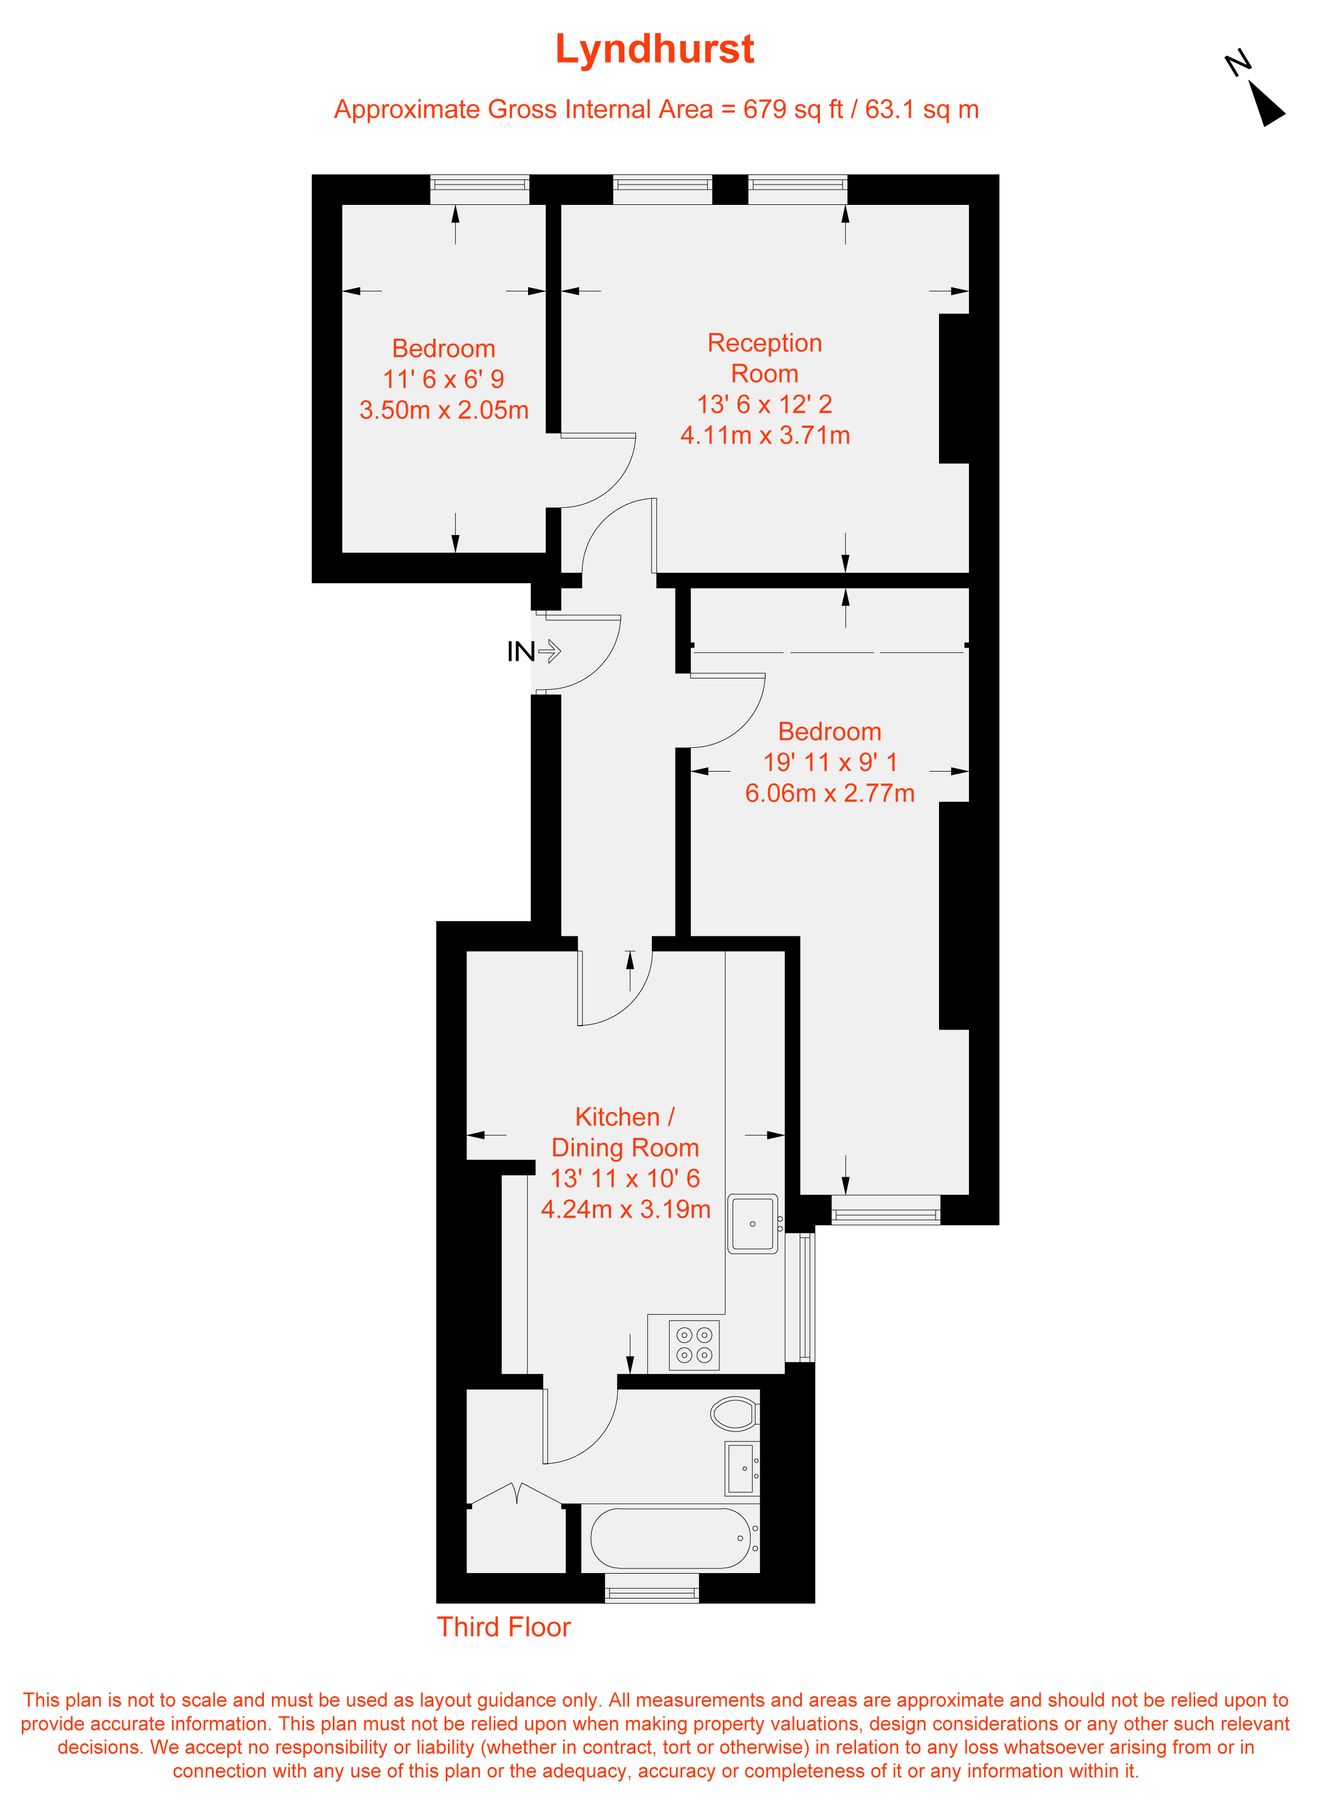 Lyndhurst
Approximate Gross Internal Area = 679 sq ft / 63.1 sq m
N
Bedroom
11' 6 x 6' 9
3.50m x 2.05m
Reception
Room
13' 6 x 12' 2
4.11m x 3.71m
IN
Bedroom
19' 11 x 9' 1
6.06m x 2.77m
Kitchen /
Dining Room
13' 11 x 10' 6
4.24m x 3.19m
Third Floor
This plan is not to scale and must be used as layout guidance only. All measurements and areas are approximate and should not be relied upon to
provide accurate information. This plan must not be relied upon when making property valuations, design considerations or any other such relevant
decisions. We accept no responsibility or liability (whether in contract, tort or otherwise) in relation to any loss whatsoever arising from or in
connection with any use of this plan or the adequacy, accuracy or completeness of it or any information within it.